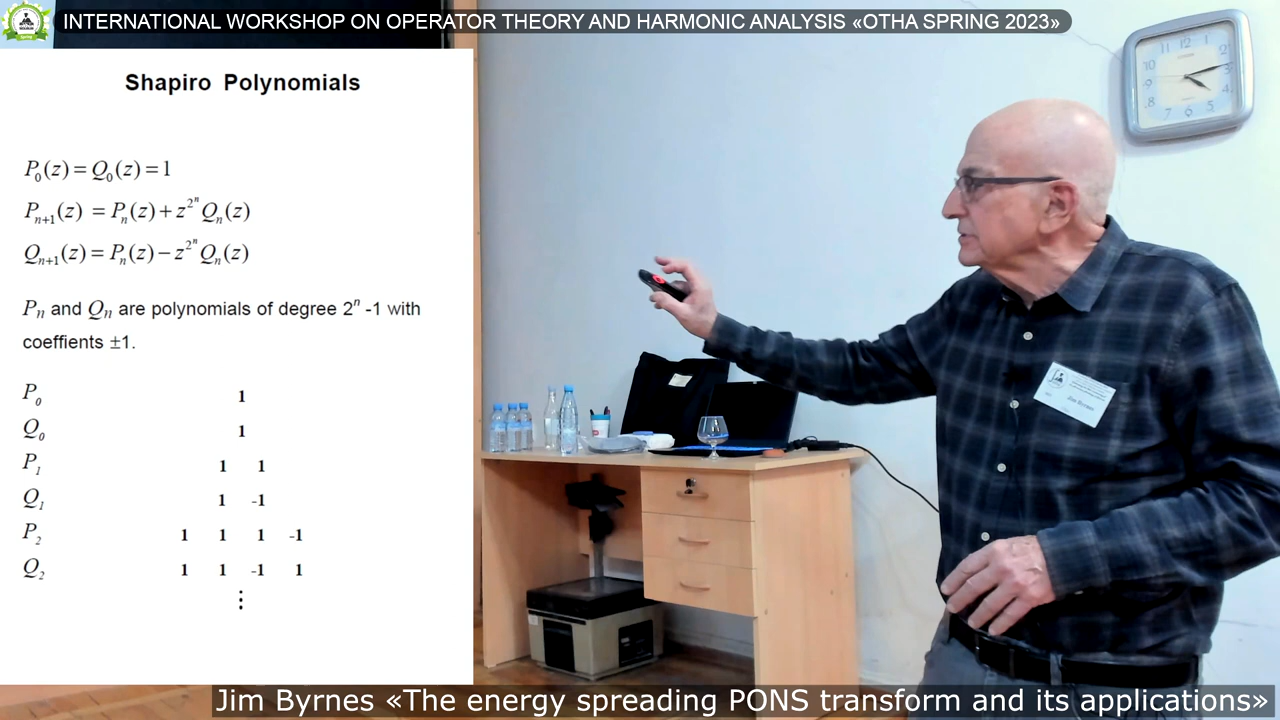 INTERNATIONAL WORKSHOP ON OPERATOR THEORY AND HARMONIC ANALYSIS «OTHA SPRING 2023»
Shapiro Polynomials
P₀(z) = Q₀(z) = 1
Pₙ₊₁(z) = Pₙ(z) + z^{2^n} Qₙ(z)
Qₙ₊₁(z) = Pₙ(z) − z^{2^n} Qₙ(z)
Pₙ and Qₙ are polynomials of degree 2ⁿ -1 with
coeffients ±1.
P₀ 1
Q₀ 1
P₁ 1 1
Q₁ 1 -1
P₂ 1 1 1 -1
Q₂ 1 1 -1 1
⋮
Jim Byrnes
Jim Byrnes «The energy spreading PONS transform and its applications»